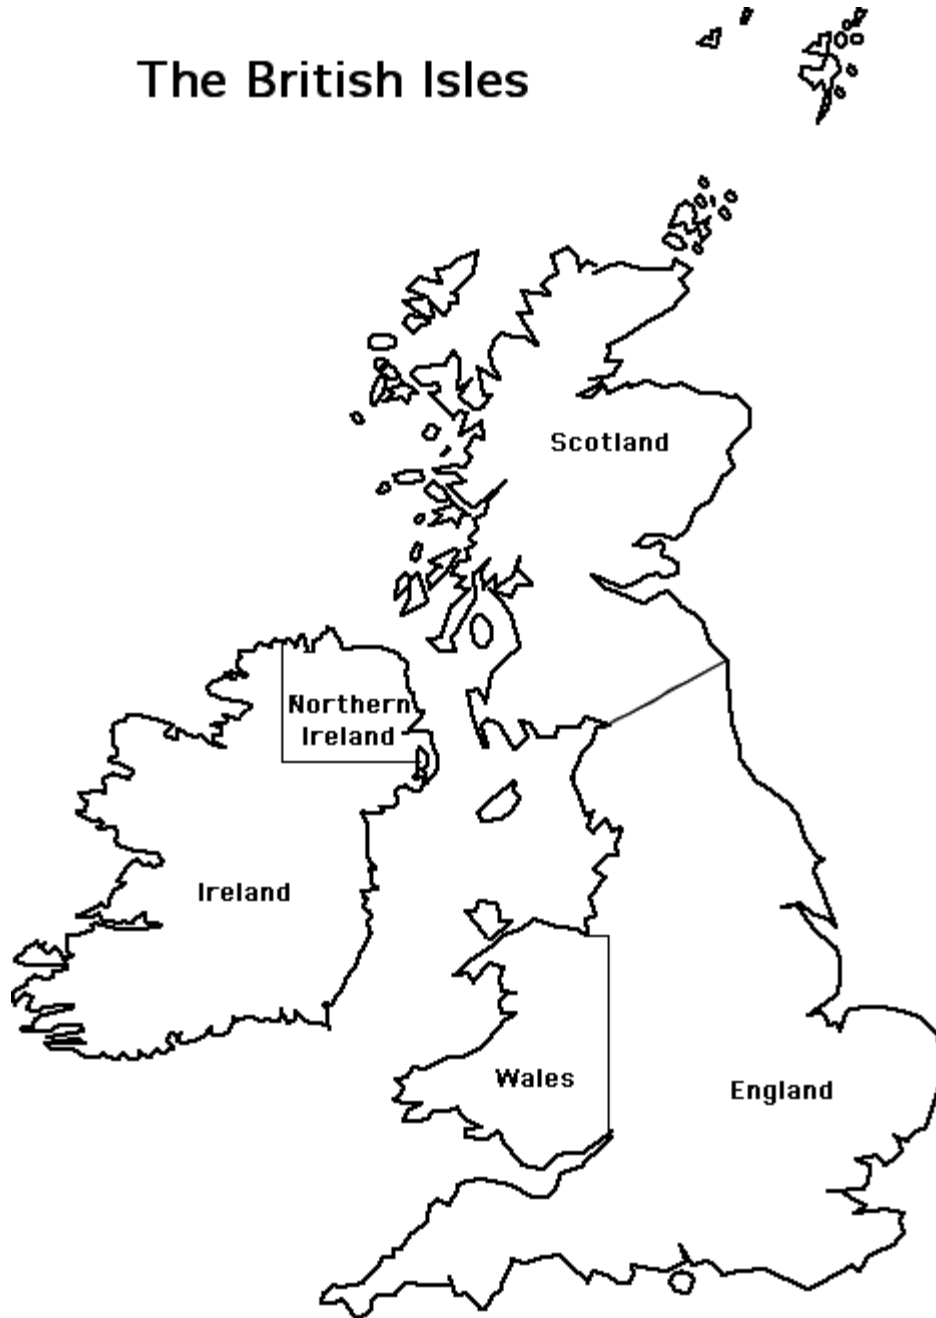 The British Isles
Scotland
Northern
Ireland
Ireland
Wales
England